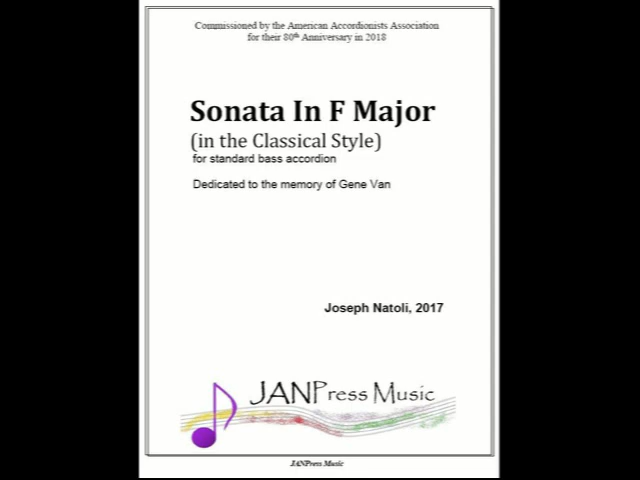 Commissioned by the American Accordionists Association
for their 80th Anniversary in 2018
Sonata In F Major
(in the Classical Style)
for standard bass accordion
Dedicated to the memory of Gene Van
Joseph Natoli, 2017
JANPress Music
JANPress Music